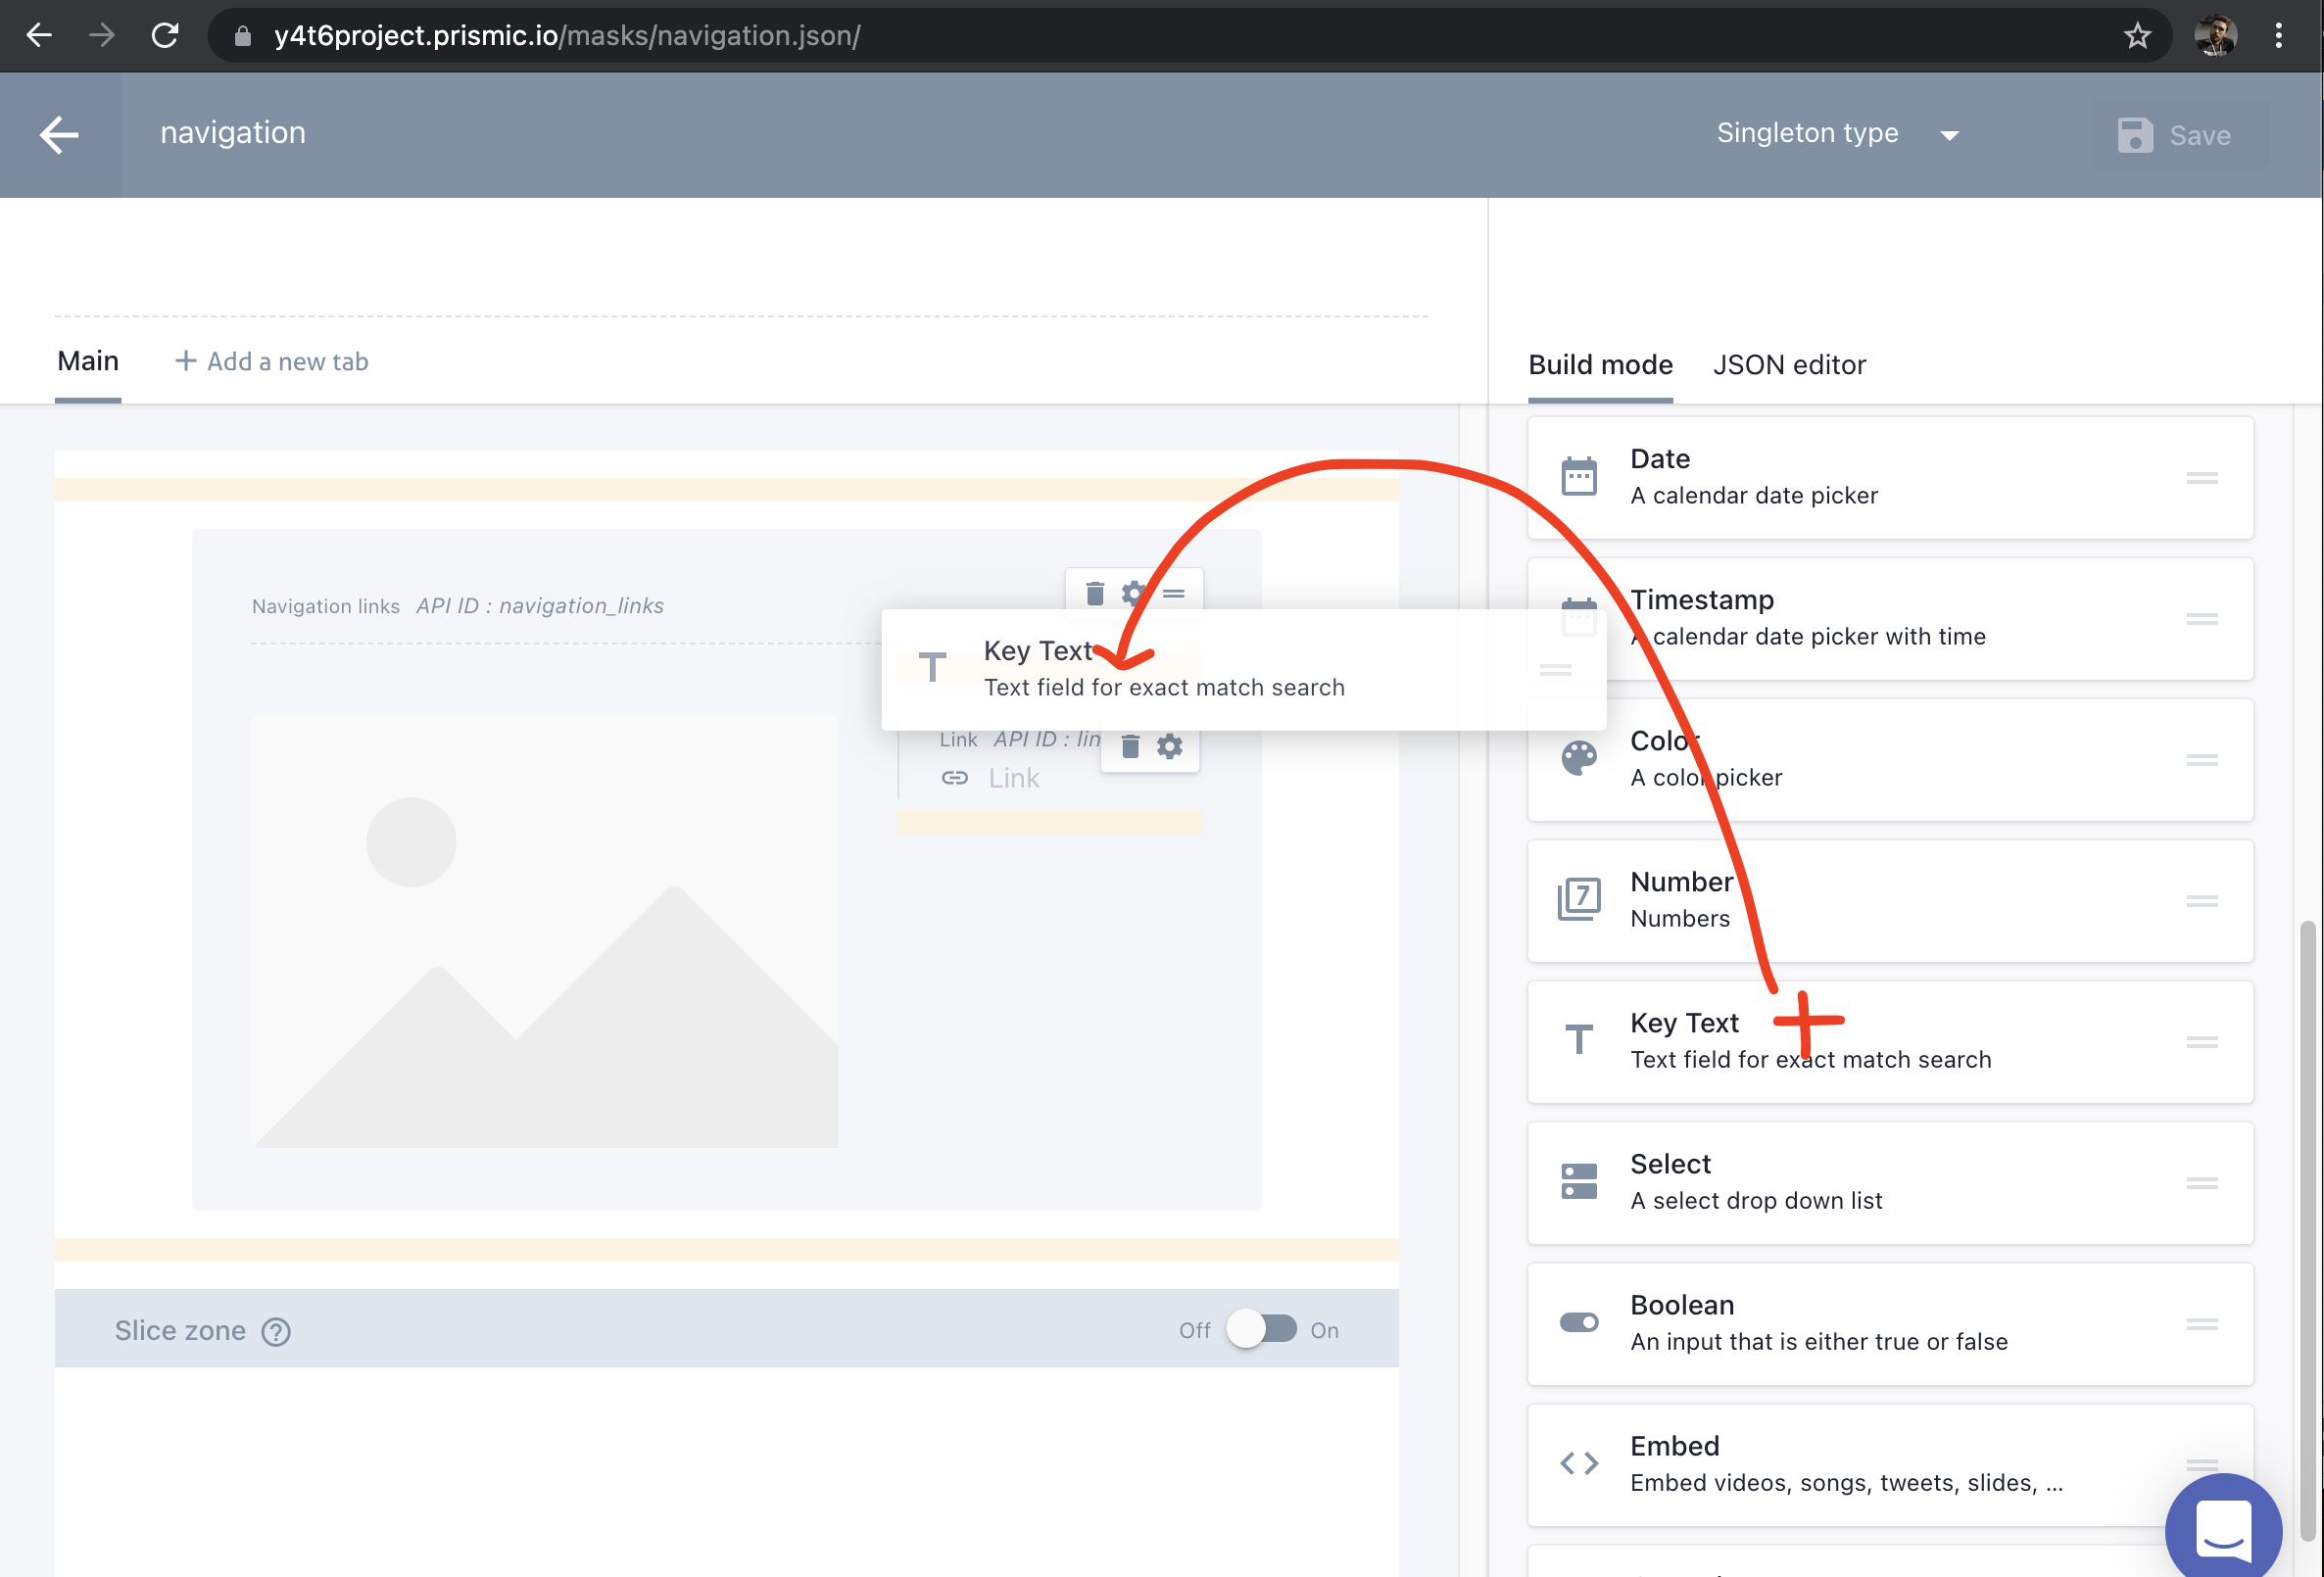 y4t6project.prismic.io/masks/navigation.json/
navigation
Singleton type
Save
Main
+ Add a new tab
Build mode
JSON editor
Navigation links API ID : navigation_links
Key Text
Text field for exact match search
Link API ID : lin
Link
Slice zone ?
Off
On
Date
A calendar date picker
Timestamp
A calendar date picker with time
Color
A color picker
7
Number
Numbers
T
Key Text
Text field for exact match search
Select
A select drop down list
Boolean
An input that is either true or false
Embed
Embed videos, songs, tweets, slides, ...